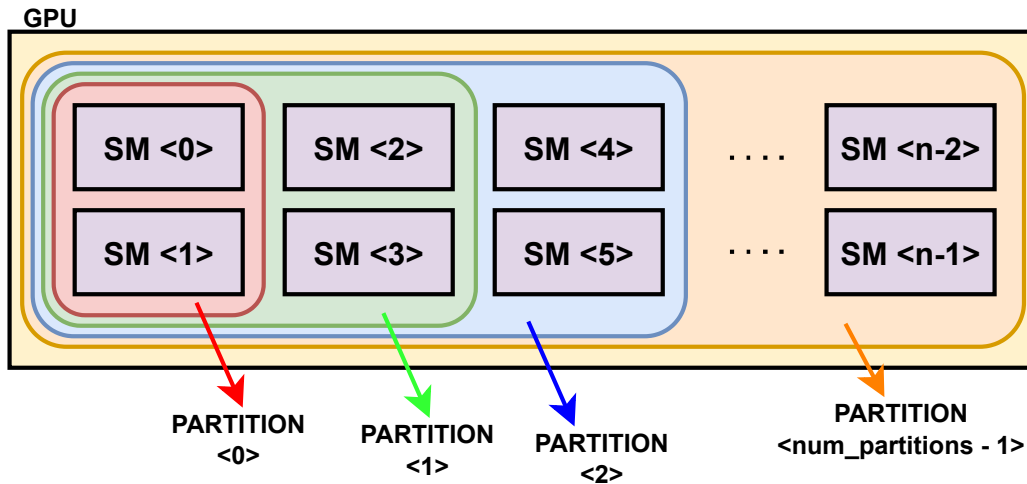 GPU
SM <0>
SM <2>
SM <4>
. . . .
SM <n-2>
SM <1>
SM <3>
SM <5>
. . . .
SM <n-1>
PARTITION
<0>
PARTITION
<1>
PARTITION
<2>
PARTITION
<num_partitions - 1>